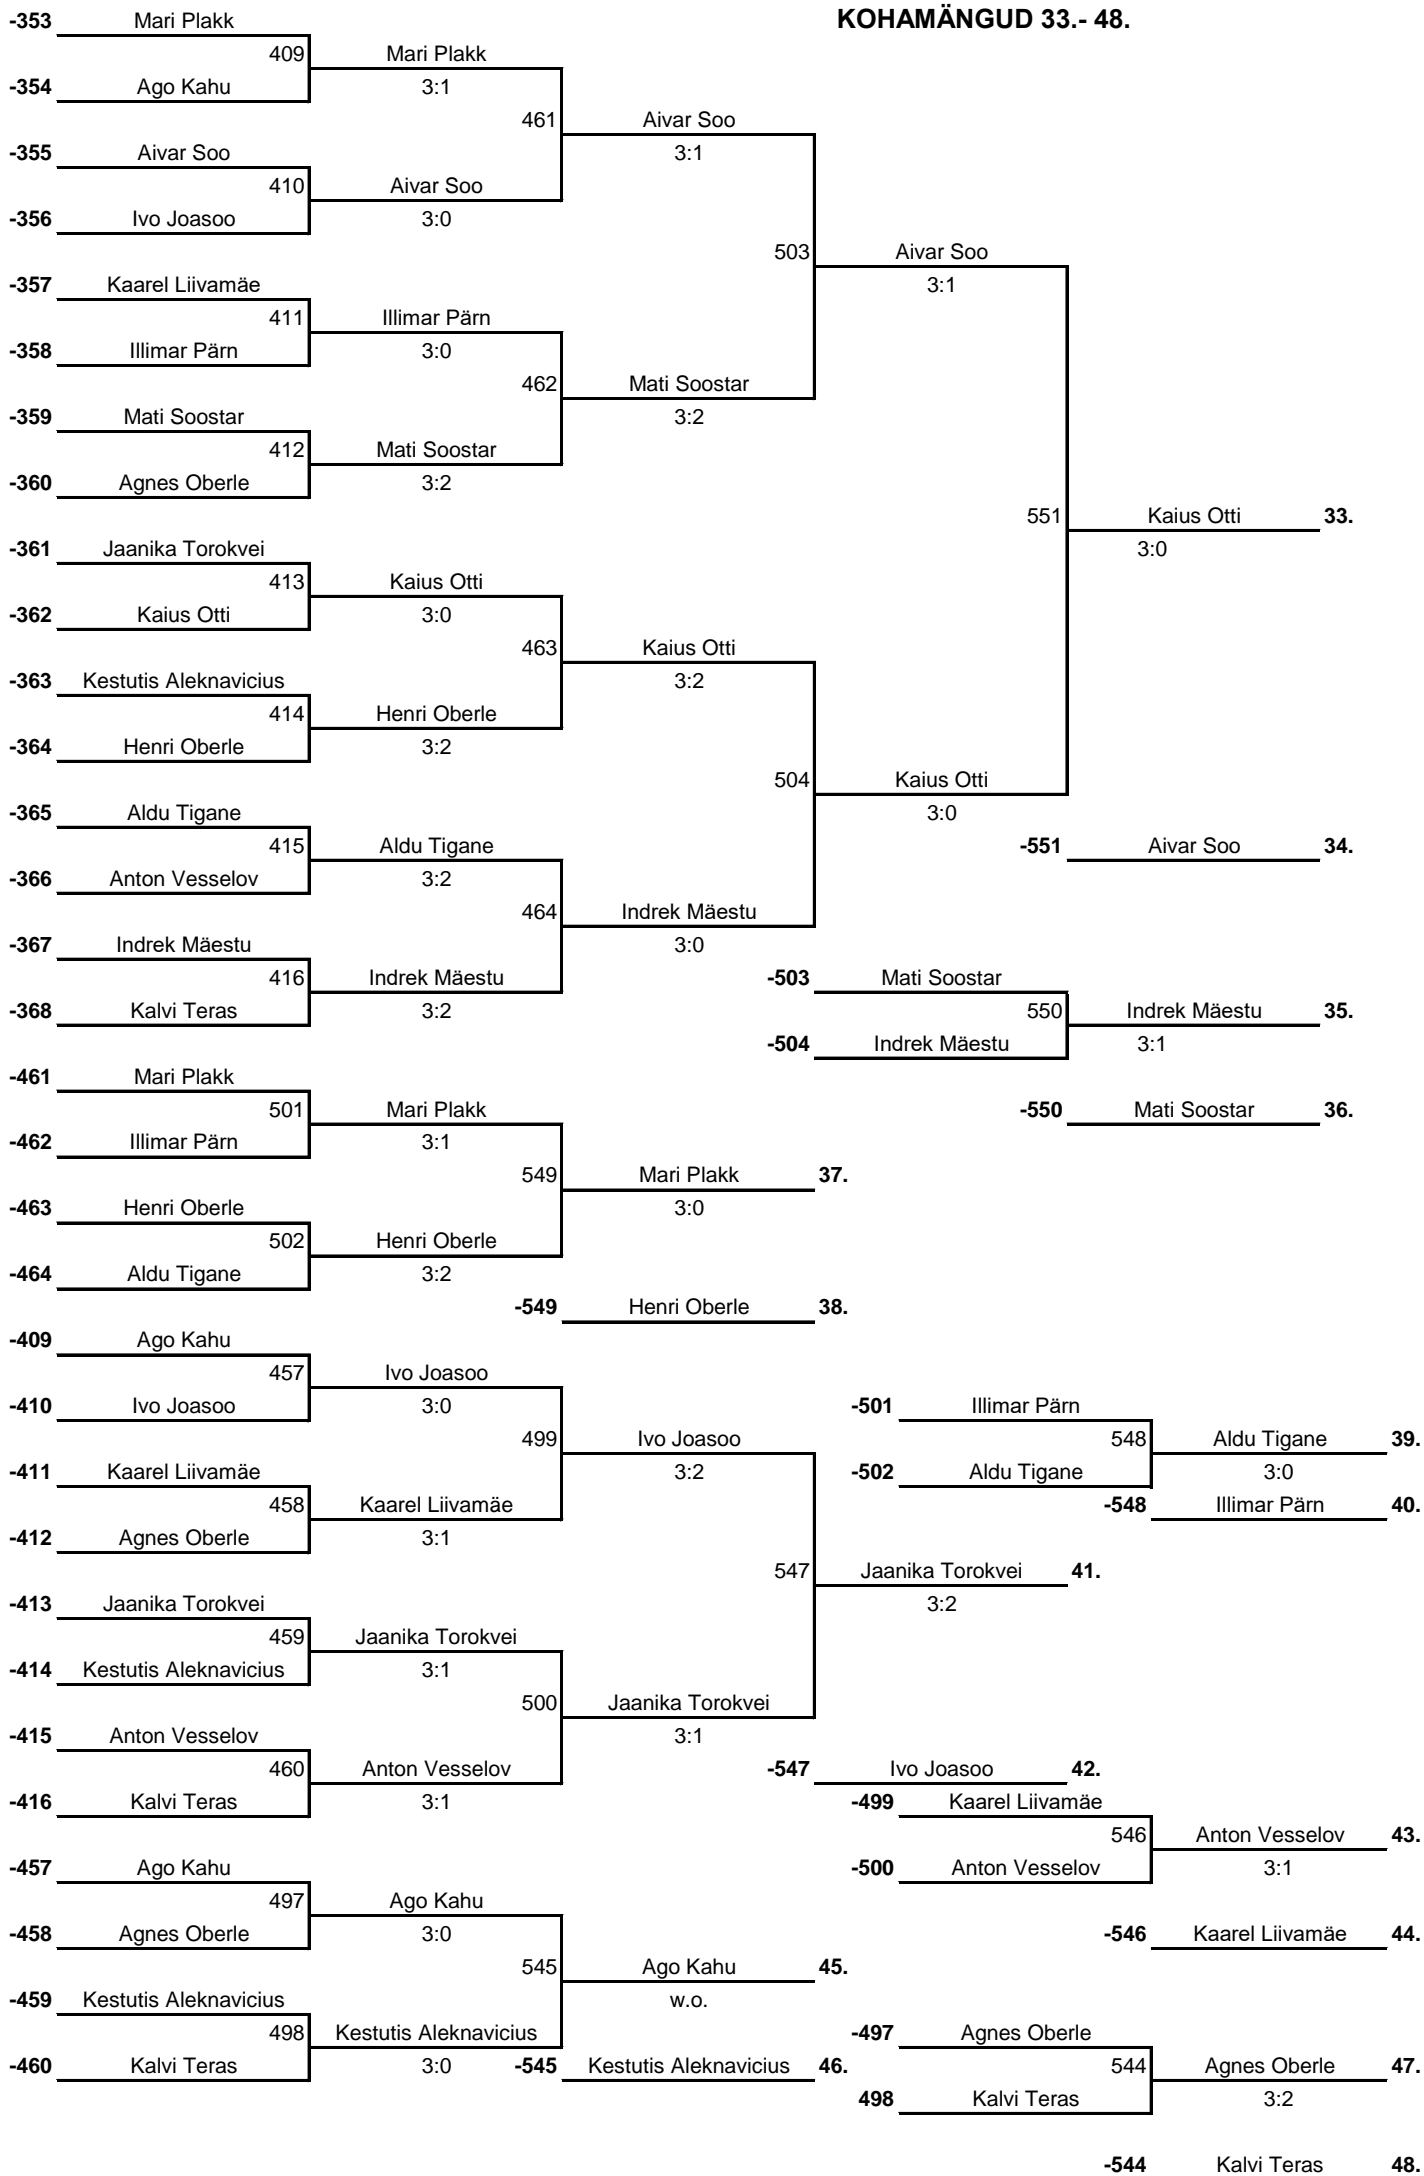 KOHAMÄNGUD 33.- 48.
-353 Mari Plakk
409 Mari Plakk
-354 Ago Kahu 3:1
461 Aivar Soo
-355 Aivar Soo 3:1
410 Aivar Soo
-356 Ivo Joasoo 3:0
503 Aivar Soo
-357 Kaarel Liivamäe 3:1
411 Illimar Pärn
-358 Illimar Pärn 3:0
462 Mati Soostar
-359 Mati Soostar 3:2
412 Mati Soostar
-360 Agnes Oberle 3:2
551 Kaius Otti 33.
-361 Jaanika Torokvei 3:0
413 Kaius Otti
-362 Kaius Otti 3:0
463 Kaius Otti
-363 Kestutis Aleknavicius 3:2
414 Henri Oberle
-364 Henri Oberle 3:2
504 Kaius Otti
-365 Aldu Tigane 3:0
415 Aldu Tigane -551 Aivar Soo 34.
-366 Anton Vesselov 3:2
464 Indrek Mäestu
-367 Indrek Mäestu 3:0
416 Indrek Mäestu -503 Mati Soostar
-368 Kalvi Teras 3:2 550 Indrek Mäestu 35.
-504 Indrek Mäestu 3:1
-461 Mari Plakk
501 Mari Plakk -550 Mati Soostar 36.
-462 Illimar Pärn 3:1
549 Mari Plakk 37.
-463 Henri Oberle 3:0
502 Henri Oberle
-464 Aldu Tigane 3:2
-549 Henri Oberle 38.
-409 Ago Kahu
457 Ivo Joasoo
-410 Ivo Joasoo 3:0 -501 Illimar Pärn
499 Ivo Joasoo 548 Aldu Tigane 39.
-411 Kaarel Liivamäe 3:2 -502 Aldu Tigane 3:0
458 Kaarel Liivamäe -548 Illimar Pärn 40.
-412 Agnes Oberle 3:1
547 Jaanika Torokvei 41.
-413 Jaanika Torokvei 3:2
459 Jaanika Torokvei
-414 Kestutis Aleknavicius 3:1
500 Jaanika Torokvei
-415 Anton Vesselov 3:1
460 Anton Vesselov -547 Ivo Joasoo 42.
-416 Kalvi Teras 3:1 -499 Kaarel Liivamäe
546 Anton Vesselov 43.
-457 Ago Kahu -500 Anton Vesselov 3:1
497 Ago Kahu
-458 Agnes Oberle 3:0 -546 Kaarel Liivamäe 44.
545 Ago Kahu 45.
-459 Kestutis Aleknavicius w.o.
498 Kestutis Aleknavicius -497 Agnes Oberle
-460 Kalvi Teras 3:0 -545 Kestutis Aleknavicius 46. 544 Agnes Oberle 47.
498 Kalvi Teras 3:2
-544 Kalvi Teras 48.